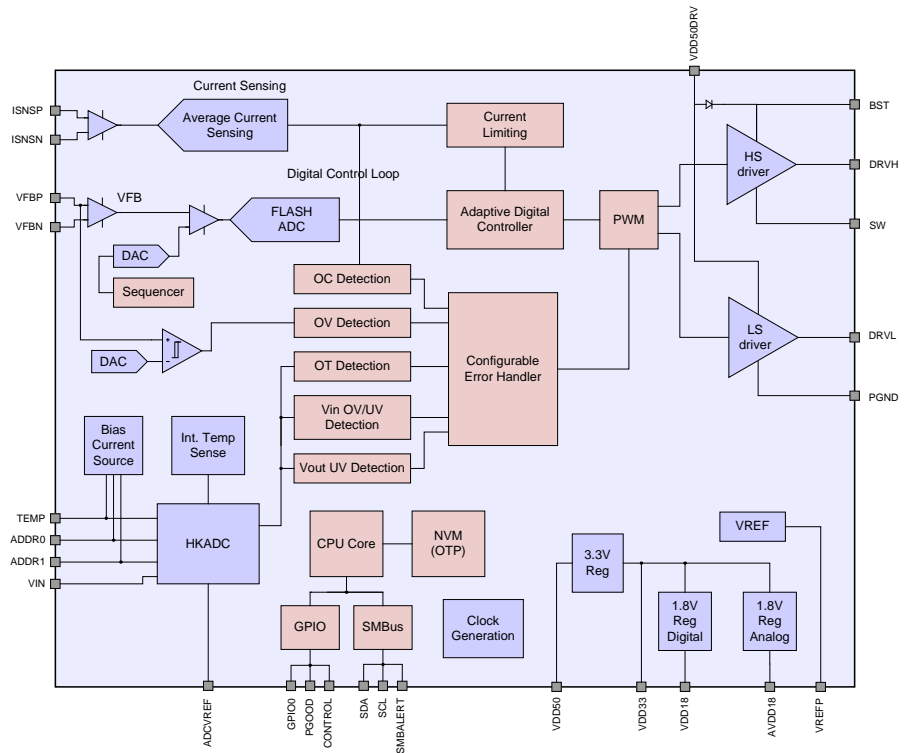 VDD50DRV
Current Sensing
ISNSP
ISNSN
Average Current
Sensing
Current
Limiting
BST
HS
driver
DRVH
Digital Control Loop
VFBP
VFBN
VFB
FLASH
ADC
Adaptive Digital
Controller
PWM
SW
DAC
Sequencer
OC Detection
OV Detection
DAC
+
-
OT Detection
Configurable
Error Handler
LS
driver
DRVL
PGND
Vin OV/UV
Detection
Vout UV Detection
Bias
Current
Source
Int. Temp
Sense
TEMP
ADDR0
ADDR1
VIN
HKADC
CPU Core
NVM
(OTP)
VREF
3.3V
Reg
GPIO
SMBus
Clock
Generation
1.8V
Reg
Digital
1.8V
Reg
Analog
ADCVREF
GPIO0
PGOOD
CONTROL
SDA
SCL
SMBALERT
VDD50
VDD33
VDD18
AVDD18
VREFP